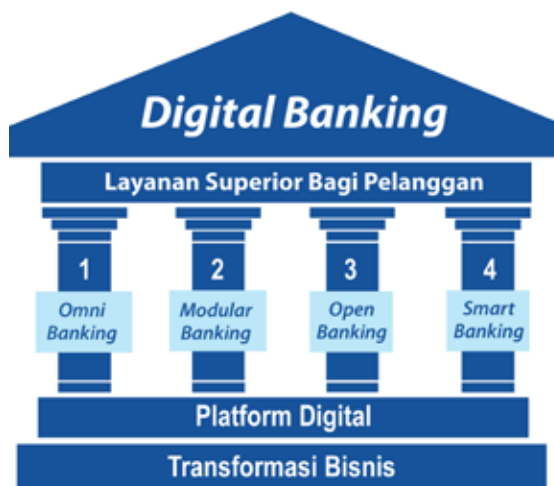 Digital Banking
Layanan Superior Bagi Pelanggan
1
2
3
4
Omni
Banking
Modular
Banking
Open
Banking
Smart
Banking
Platform Digital
Transformasi Bisnis